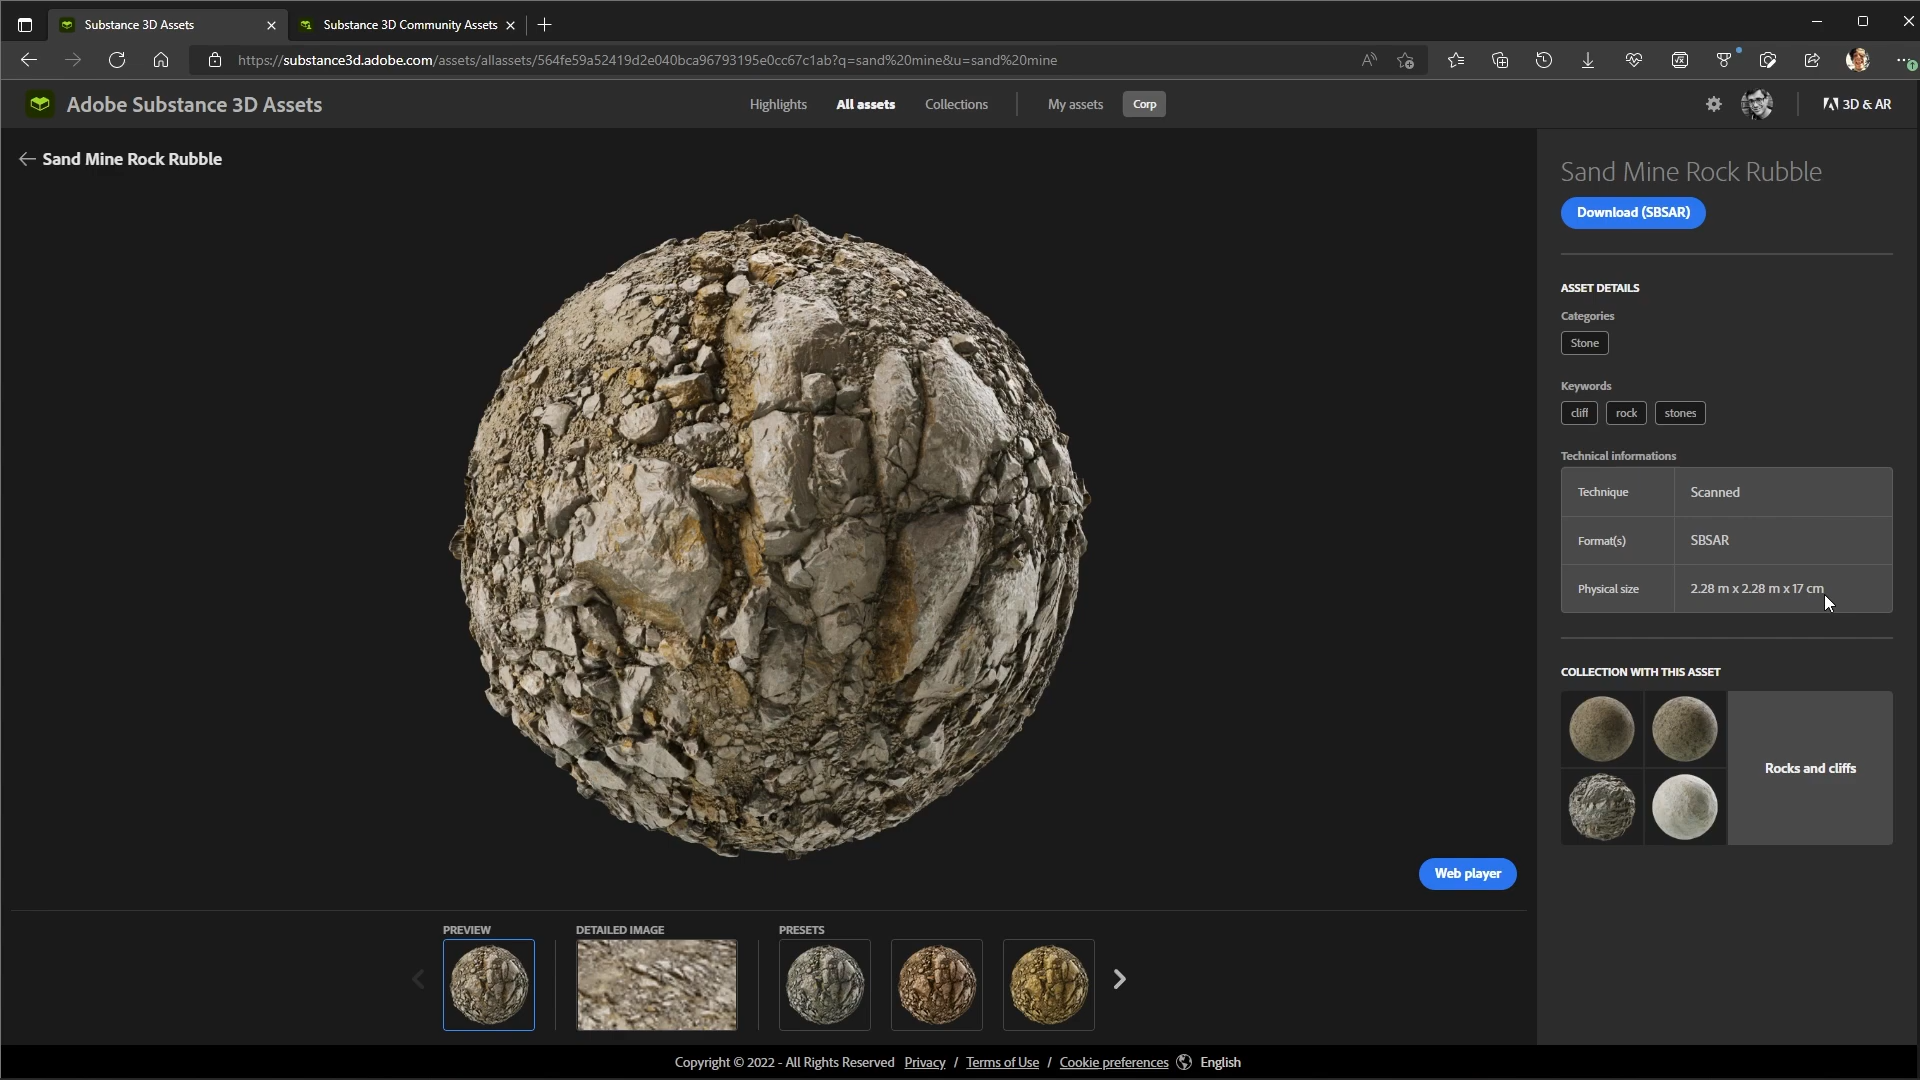 Substance 3D Assets
Substance 3D Community Assets
https://substance3d.adobe.com/assets/allassets/564fe59a52419d2e040bca96793195e0cc67c1ab?q=sand%20mine&u=sand%20mine
Adobe Substance 3D Assets
Highlights
All assets
Collections
My assets
Corp
3D & AR
Sand Mine Rock Rubble
Sand Mine Rock Rubble
Download (SBSAR)
ASSET DETAILS
Categories
Stone
Keywords
cliff rock stones
Technical informations
Technique Scanned
Format(s) SBSAR
Physical size 2.28 m x 2.28 m x 17 cm
COLLECTION WITH THIS ASSET
Rocks and cliffs
Web player
PREVIEW
DETAILED IMAGE
PRESETS
Copyright © 2022 - All Rights Reserved Privacy / Terms of Use / Cookie preferences English